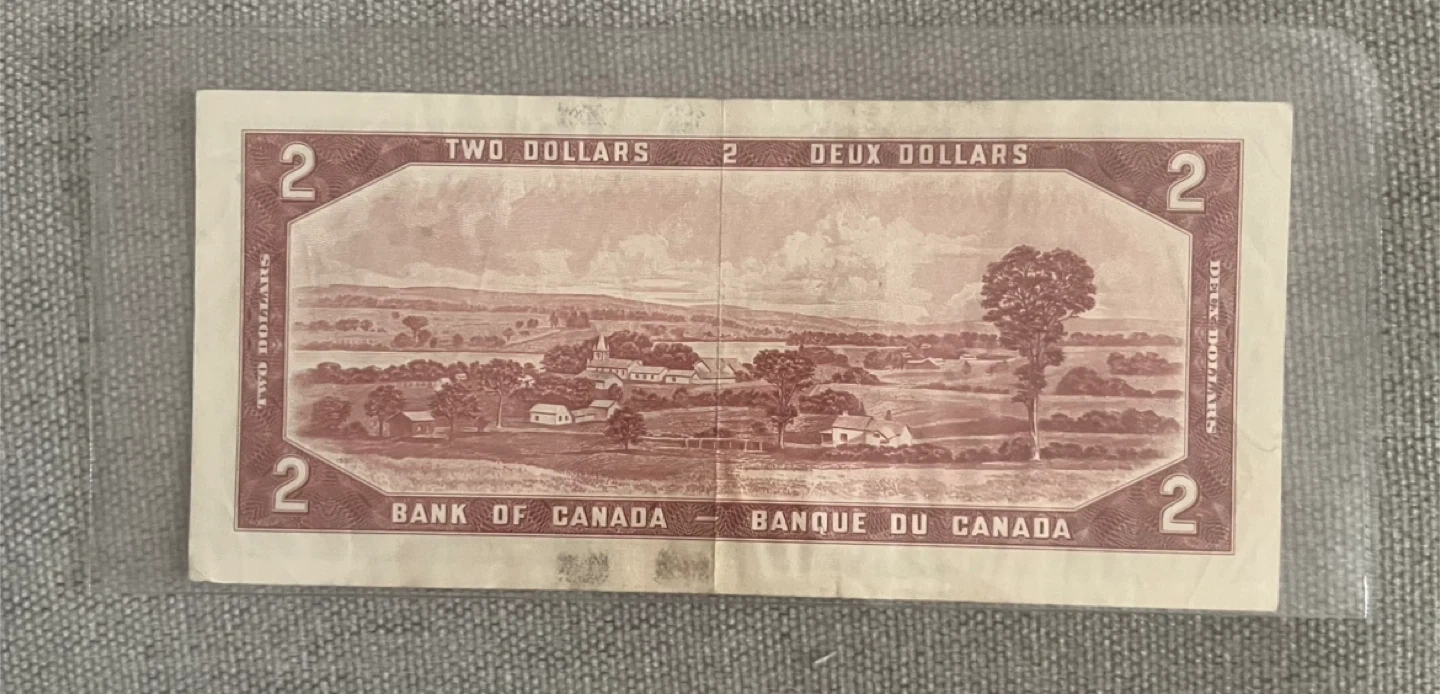 2 TWO DOLLARS 2 DEUX DOLLARS 2
TWO DOLLARS
DEUX DOLLARS
2 BANK OF CANADA — BANQUE DU CANADA 2